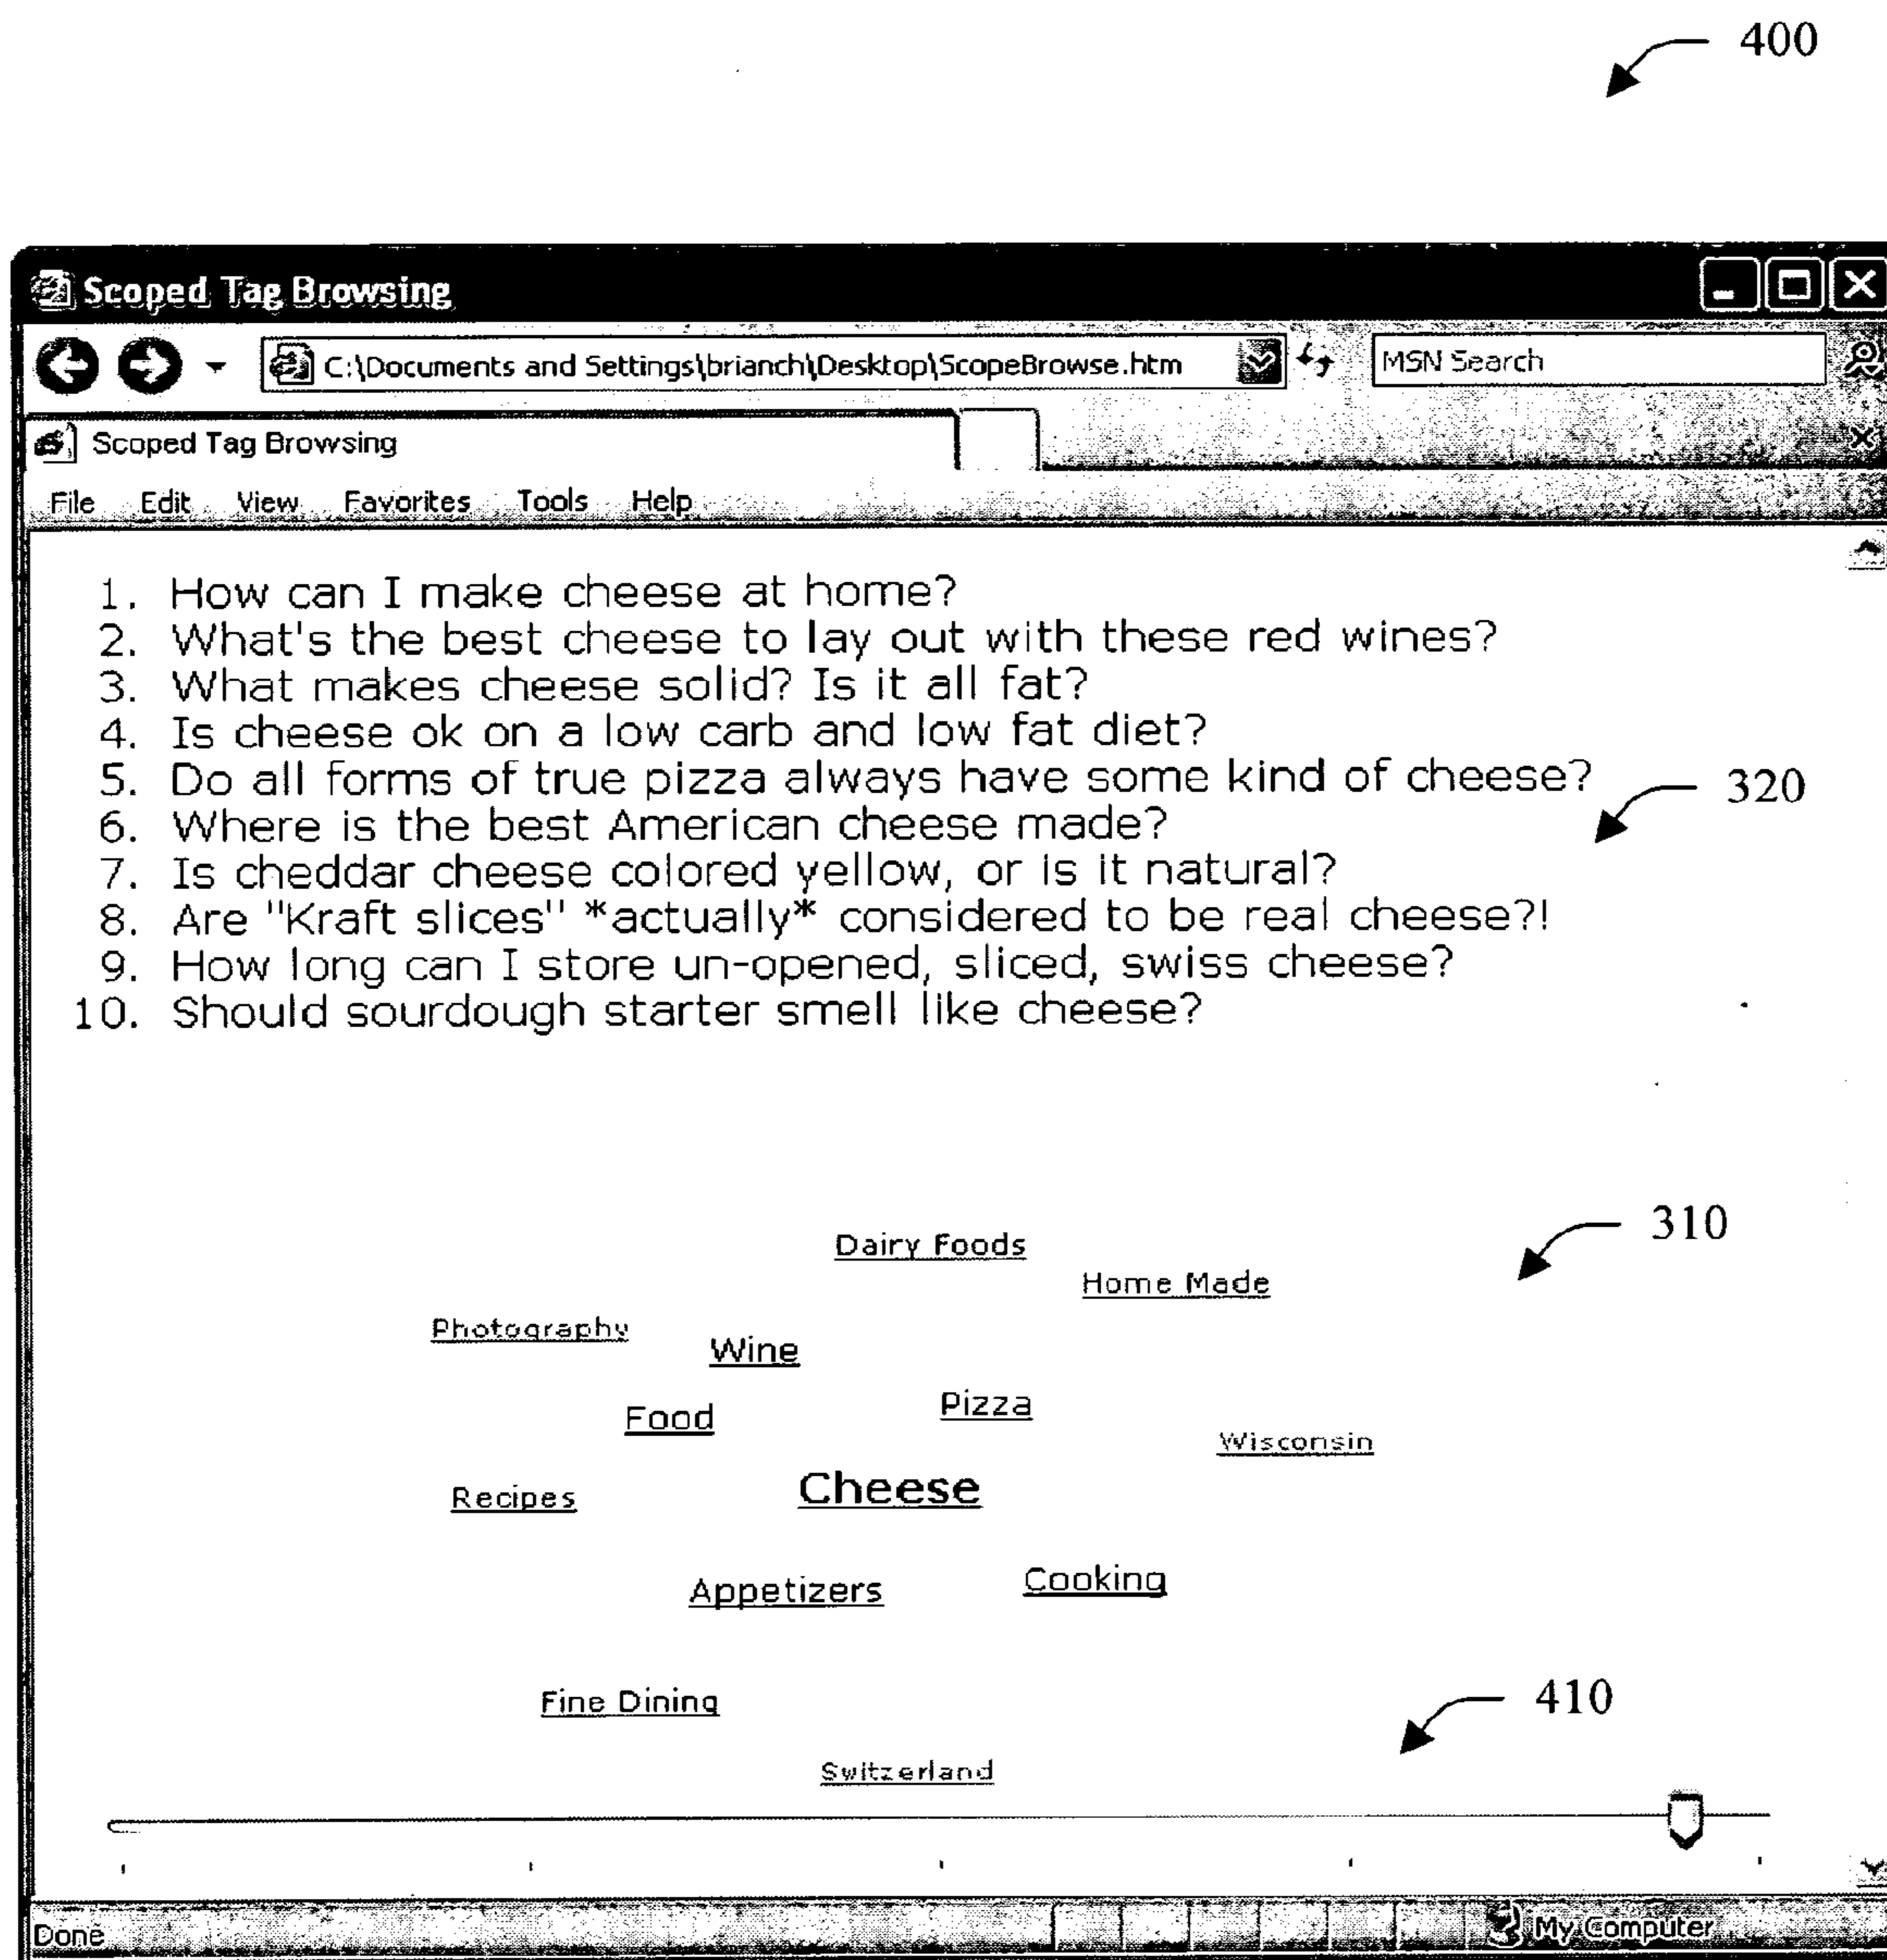 400
Scoped Tag Browsing
C:\Documents and Settings\brianch\Desktop\ScopeBrowse.htm
MSN Search
Scoped Tag Browsing
File Edit View Favorites Tools Help
1. How can I make cheese at home?
2. What's the best cheese to lay out with these red wines?
3. What makes cheese solid? Is it all fat?
4. Is cheese ok on a low carb and low fat diet?
5. Do all forms of true pizza always have some kind of cheese?
320
6. Where is the best American cheese made?
7. Is cheddar cheese colored yellow, or is it natural?
8. Are "Kraft slices" *actually* considered to be real cheese?!
9. How long can I store un-opened, sliced, swiss cheese?
10. Should sourdough starter smell like cheese?
310
Dairy Foods
Home Made
Photography
Wine
Pizza
Food
Wisconsin
Cheese
Recipes
Cooking
Appetizers
Fine Dining
410
Switzerland
Done
My Computer